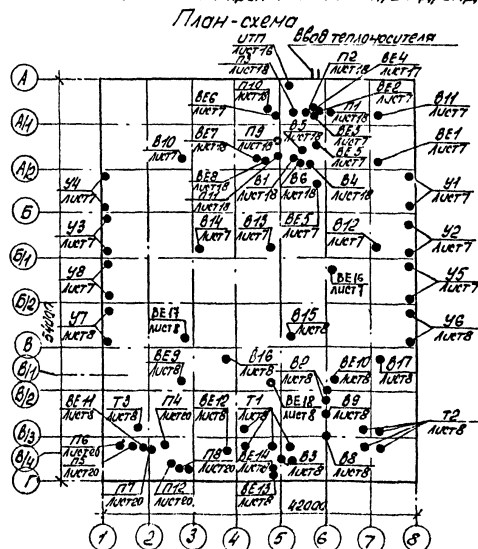 План-схема
Ввод теплоносителя
ИТП
лист16
П3
лист18
П2
лист18
ВЕ4
лист17
А
П10
лист18
ВЕ2
лист7
ВЕ6
лист7
П1
лист18
В11
лист7
А/1
В5
лист18
ВЕ3
лист7
ВЕ7
лист18
П9
лист18
В10
лист7
ВЕ5
лист7
ВЕ1
лист7
А/2
ВЕ8
лист18
П11
лист18
В1
лист18
В6
лист18
В4
лист18
У4
лист7
У1
лист7
Б
У3
лист7
В14
лист7
В13
лист7
ВЕ5
лист7
В12
лист7
У2
лист7
Б/1
У8
лист7
ВЕ16
лист7
У5
лист7
Б/2
У7
лист8
ВЕ17
лист8
В15
лист8
У6
лист8
54000
В
В/1
ВЕ9
лист8
В16
лист8
В2
лист8
ВЕ10
лист8
В17
лист8
В/2
ВЕ11
лист8
Т3
лист8
П4
лист20
ВЕ12
лист8
Т1
лист8
ВЕ18
лист8
В9
лист8
Т2
лист8
В/3
П6
лист20
П5
лист20
В/4
П7
лист20
П12
лист20
П8
лист20
ВЕ14
лист8
В3
лист8
В8
лист8
Г
ВЕ13
лист8
42000
1 2 3 4 5 6 7 8